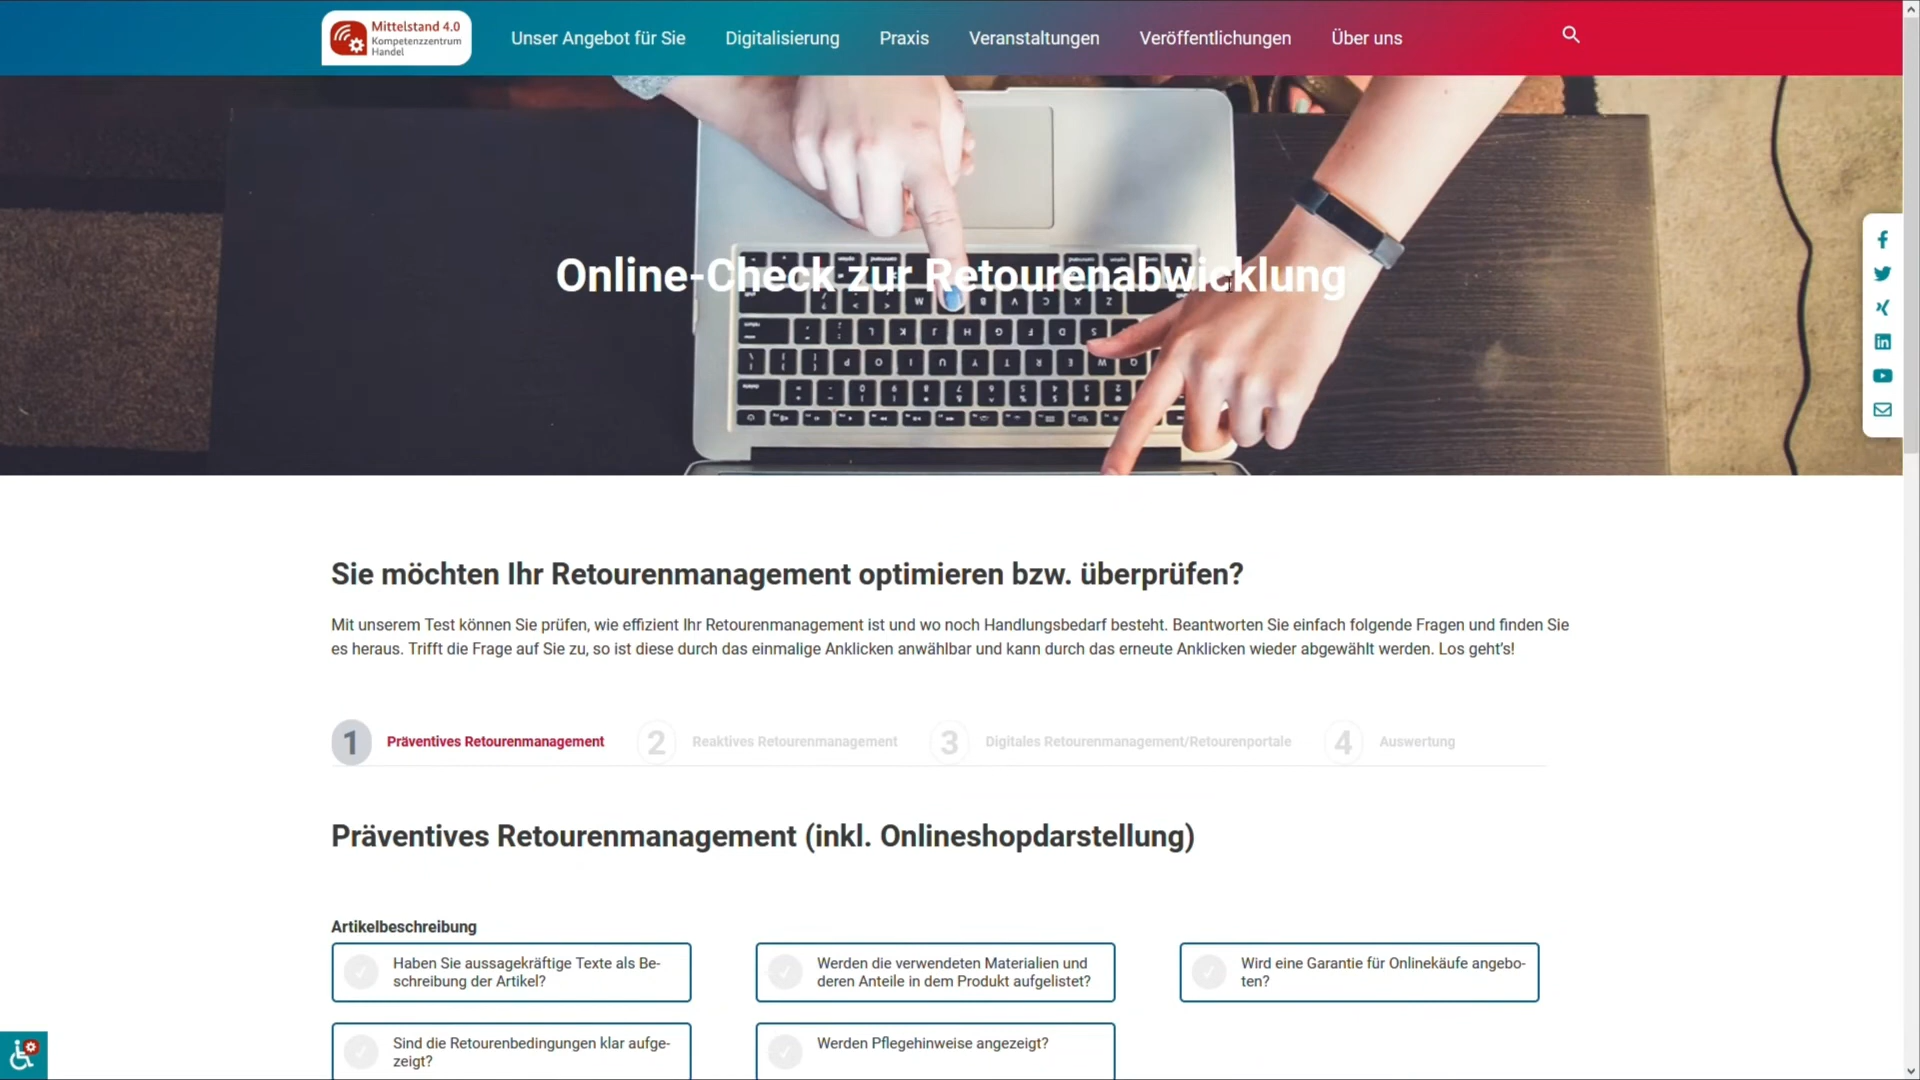 Mittelstand 4.0
Kompetenzzentrum
Handel
Unser Angebot für Sie
Digitalisierung
Praxis
Veranstaltungen
Veröffentlichungen
Über uns
Online-Check zur Retourenabwicklung
Sie möchten Ihr Retourenmanagement optimieren bzw. überprüfen?
Mit unserem Test können Sie prüfen, wie effizient Ihr Retourenmanagement ist und wo noch Handlungsbedarf besteht. Beantworten Sie einfach folgende Fragen und finden Sie
es heraus. Trifft die Frage auf Sie zu, so ist diese durch das einmalige Anklicken anwählbar und kann durch das erneute Anklicken wieder abgewählt werden. Los geht's!
1 Präventives Retourenmanagement
2 Reaktives Retourenmanagement
3 Digitales Retourenmanagement/Retourenportale
4 Auswertung
Präventives Retourenmanagement (inkl. Onlineshopdarstellung)
Artikelbeschreibung
Haben Sie aussagekräftige Texte als Be-
schreibung der Artikel?
Werden die verwendeten Materialien und
deren Anteile in dem Produkt aufgelistet?
Wird eine Garantie für Onlinekäufe angebo-
ten?
Sind die Retourenbedingungen klar aufge-
zeigt?
Werden Pflegehinweise angezeigt?